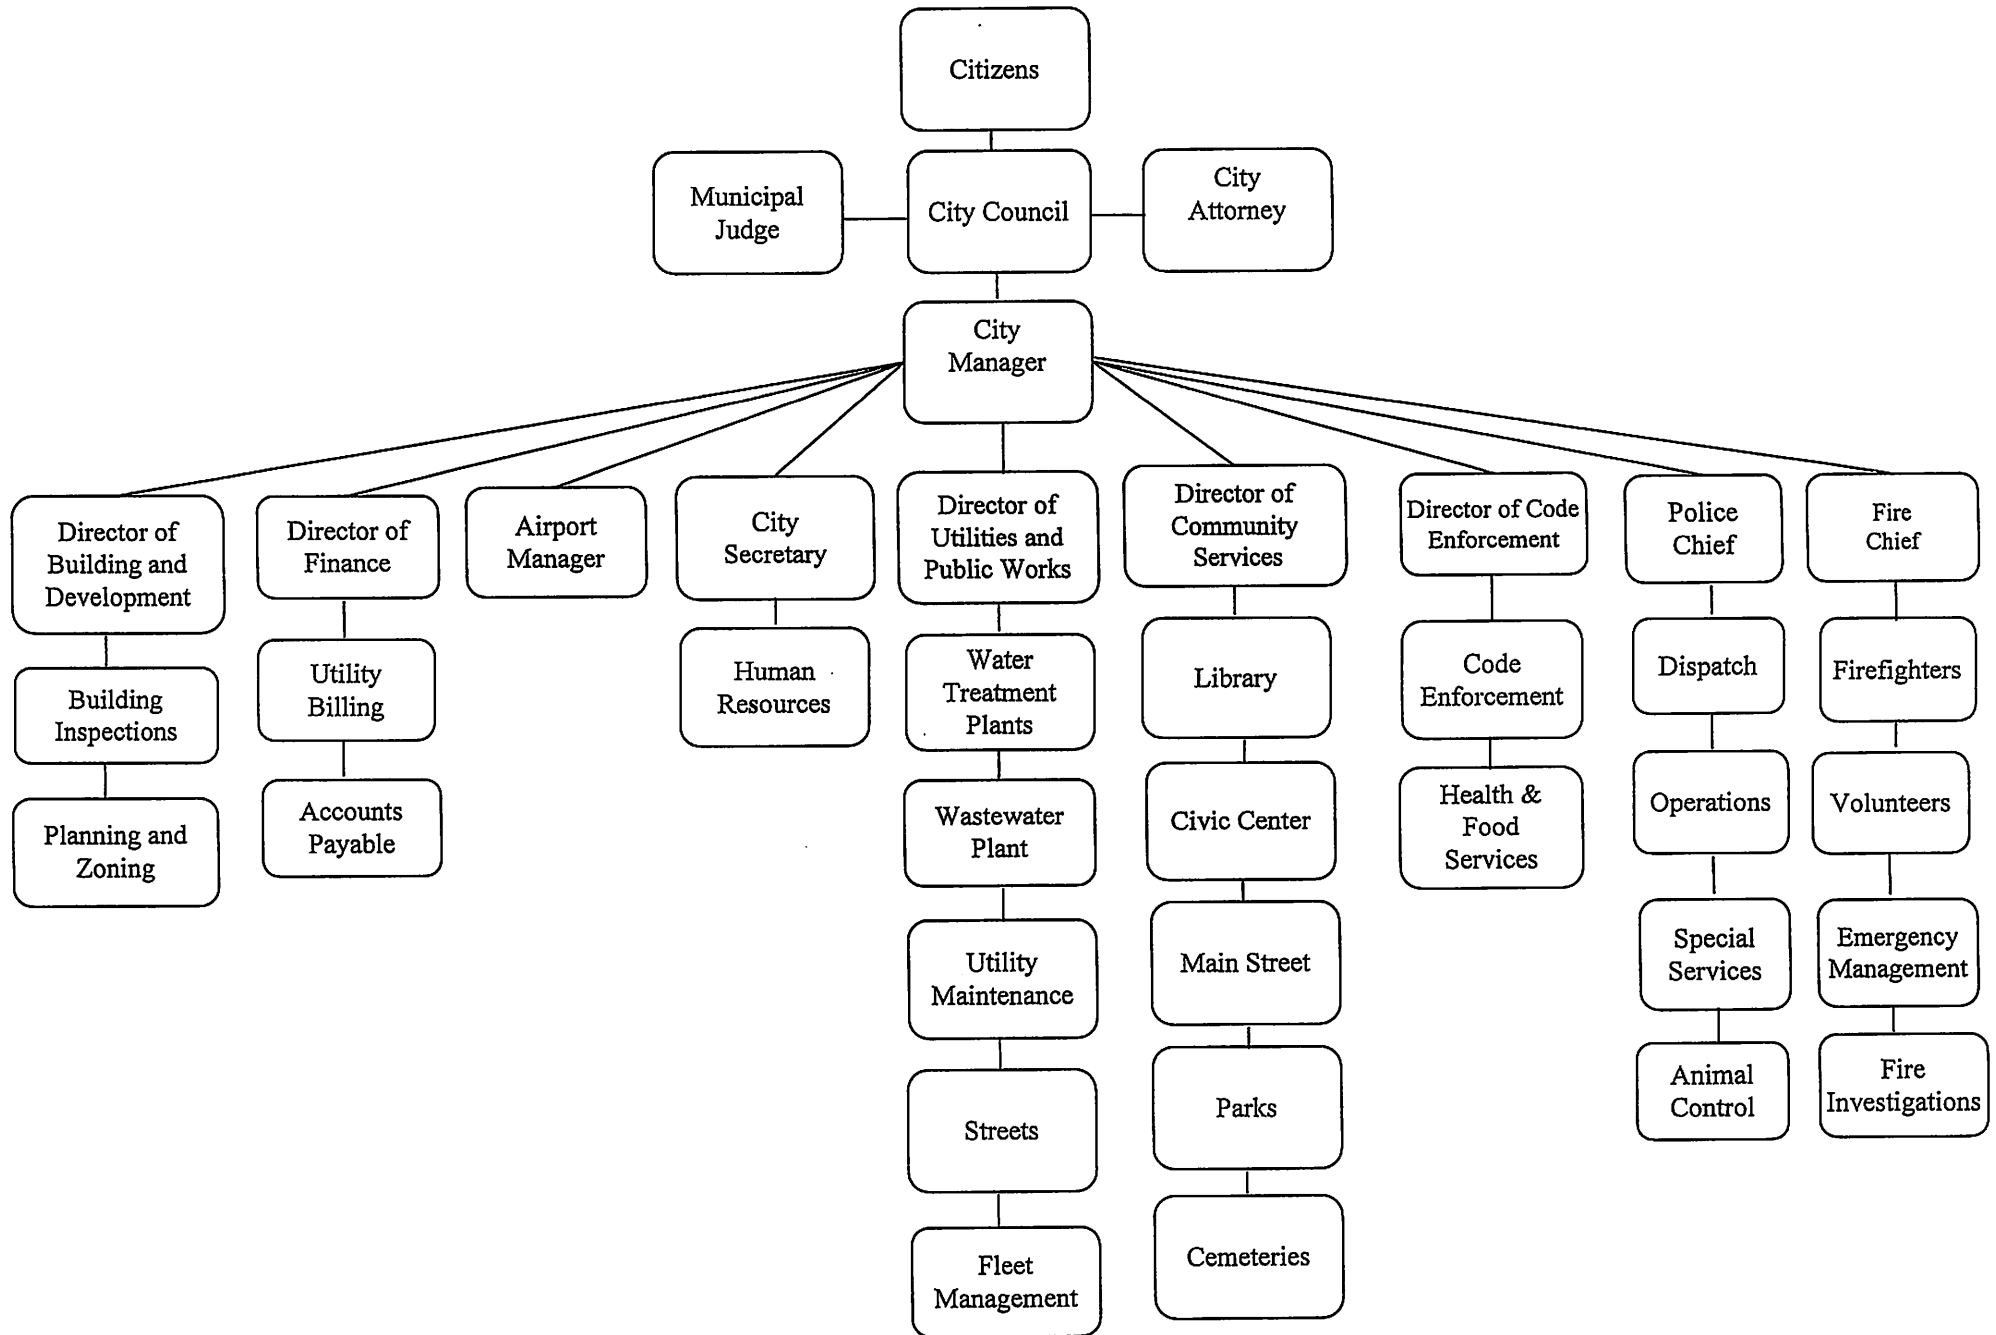 Citizens
Municipal
Judge
City Council
City
Attorney
City
Manager
Director of
Building and
Development
Building
Inspections
Planning and
Zoning
Director of
Finance
Utility
Billing
Accounts
Payable
Airport
Manager
City
Secretary
Human
Resources
Director of
Utilities and
Public Works
Water
Treatment
Plants
Wastewater
Plant
Utility
Maintenance
Streets
Fleet
Management
Director of
Community
Services
Library
Civic Center
Main Street
Parks
Cemeteries
Director of Code
Enforcement
Code
Enforcement
Health &
Food
Services
Police
Chief
Dispatch
Operations
Special
Services
Animal
Control
Fire
Chief
Firefighters
Volunteers
Emergency
Management
Fire
Investigations